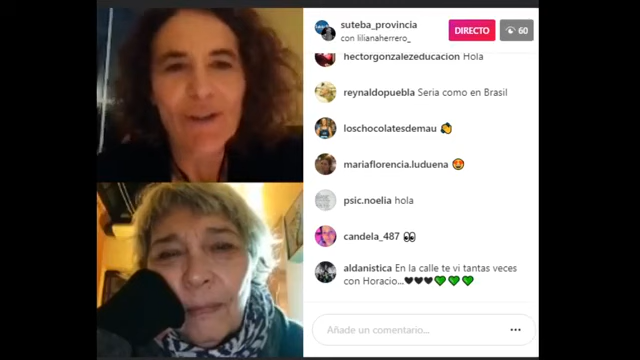 suteba_provincia
con lilianaherrero_
DIRECTO
60
hectorgonzalezeducacion Hola
reynaldopuebla Seria como en Brasil
loschocolatesdemau 👏
mariaflorencia.luduena 🤩
psic.noelia hola
candela_487 👀
aldanistica En la calle te vi tantas veces
con Horacio...🖤🖤🖤💚💚💚
Añade un comentario...